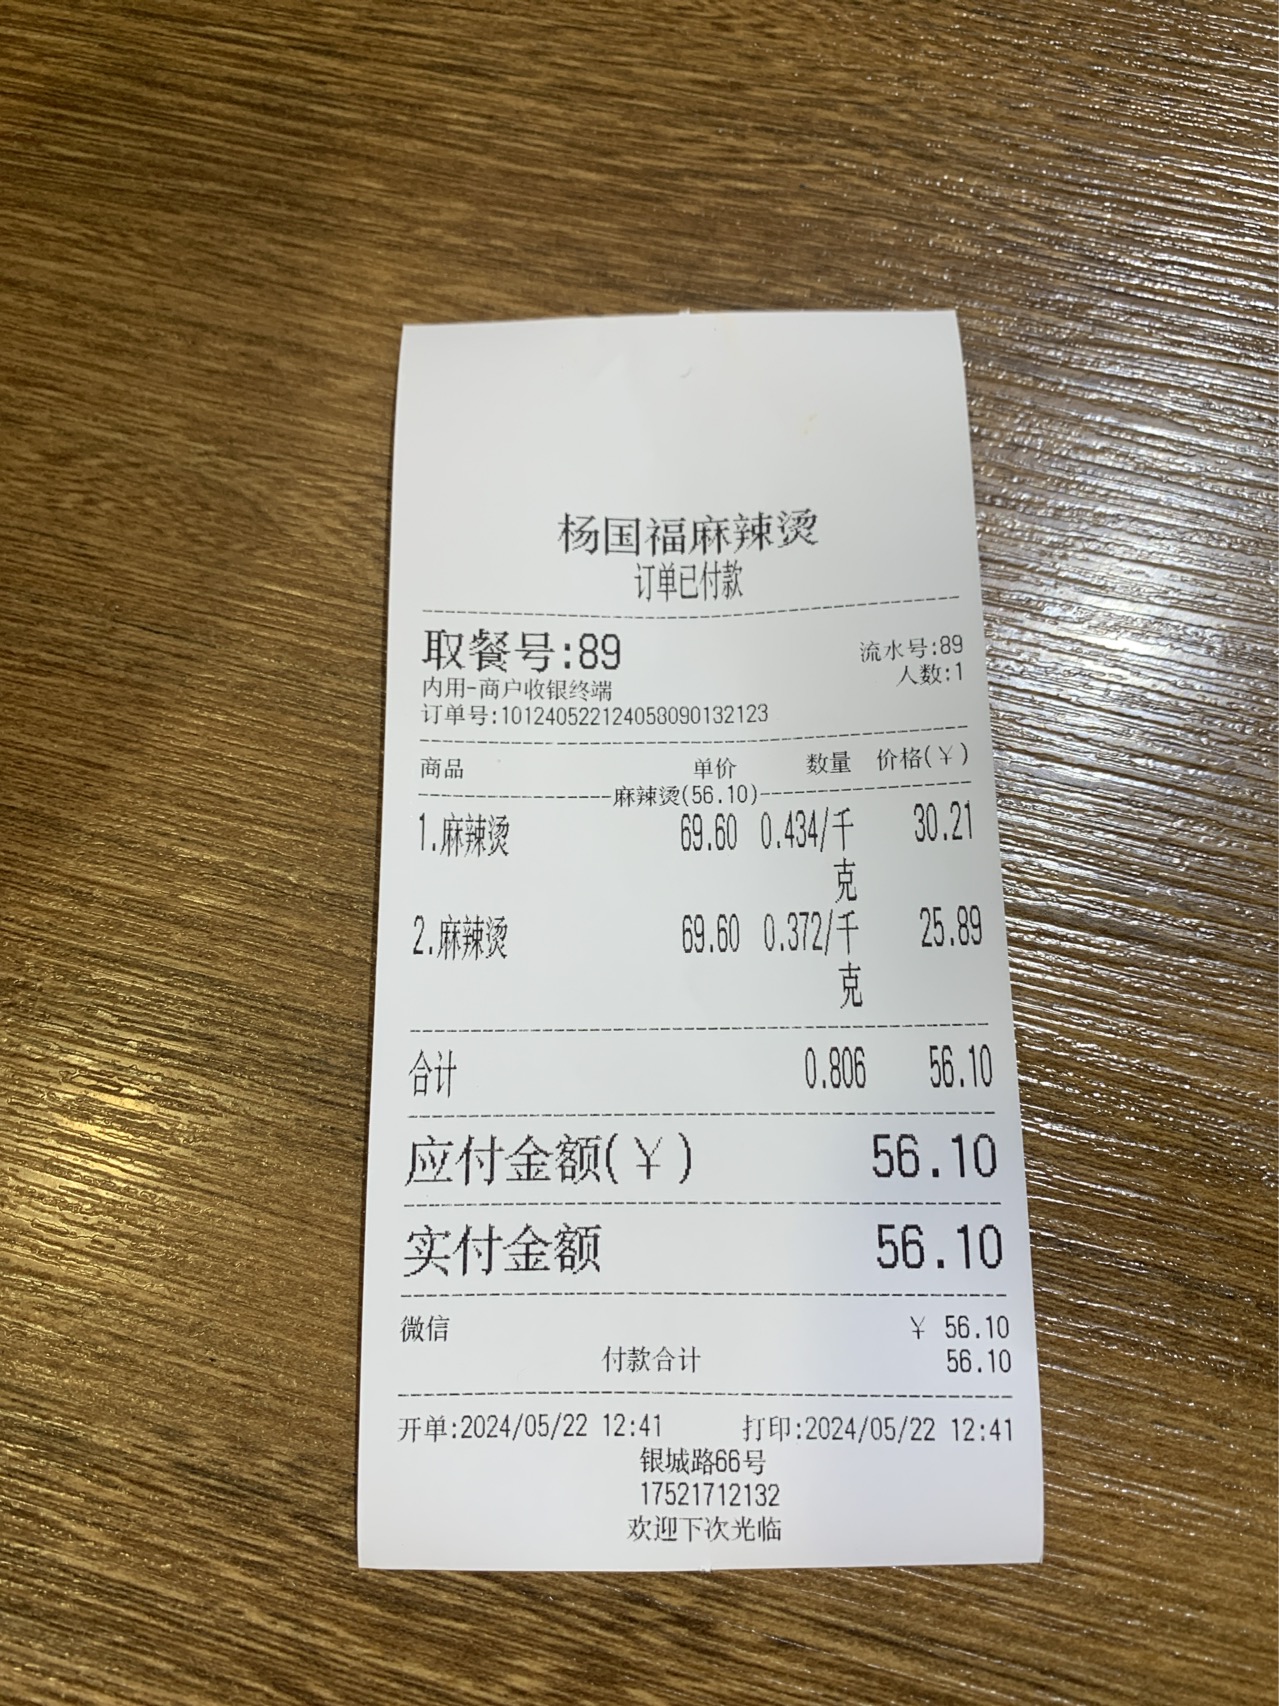 杨国福麻辣烫
订单已付款
取餐号:89 流水号:89
内用-商户收银终端 人数:1
订单号:101240522124058090132123
商品 单价 数量 价格(￥)
麻辣烫(56.10)
1.麻辣烫 69.60 0.434/千 30.21
克
2.麻辣烫 69.60 0.372/千 25.89
克
合计 0.806 56.10
应付金额(￥) 56.10
实付金额 56.10
微信 ￥ 56.10
付款合计 56.10
开单:2024/05/22 12:41 打印:2024/05/22 12:41
银城路66号
17521712132
欢迎下次光临